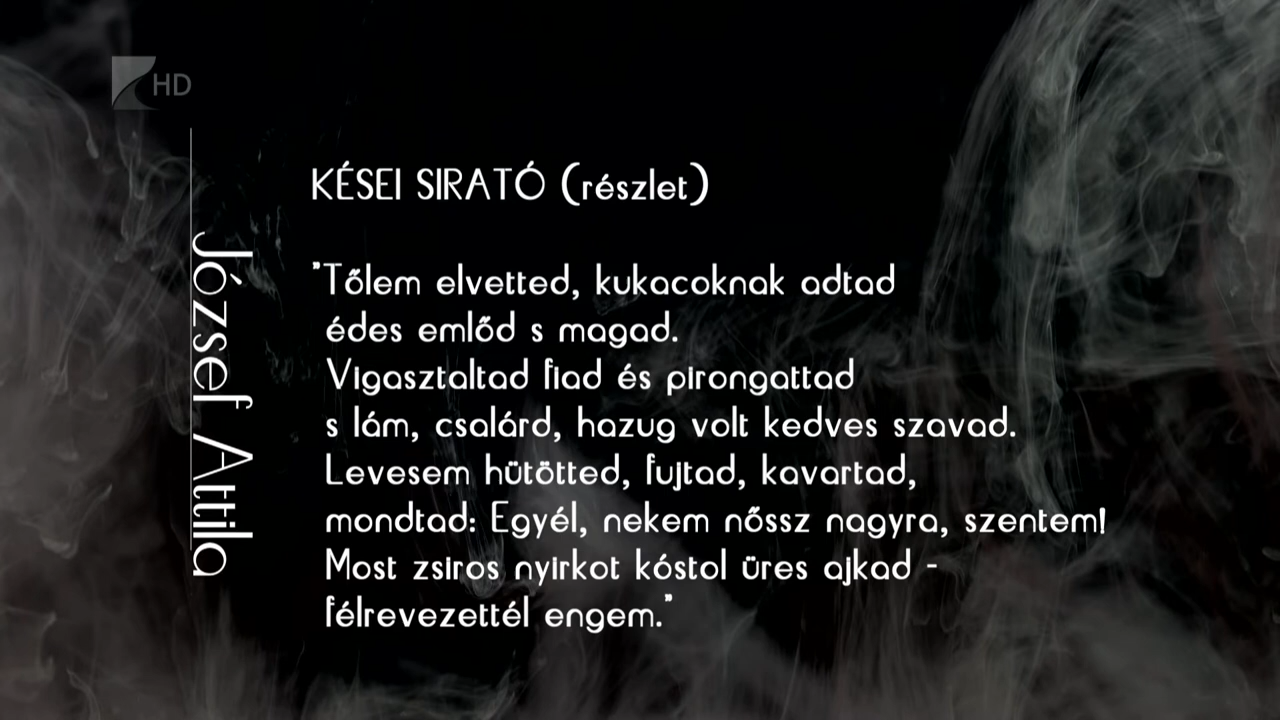 HD
József Attila
KÉSEI SIRATÓ (részlet)
"Tőlem elvetted, kukacoknak adtad
édes emlőd s magad.
Vigasztaltad fiad és pirongattad
s lám, csalárd, hazug volt kedves szavad.
Levesem hűtötted, fujtad, kavartad,
mondtad: Egyél, nekem nőssz nagyra, szentem!
Most zsiros nyirkot kóstol üres ajkad -
félrevezettél engem."